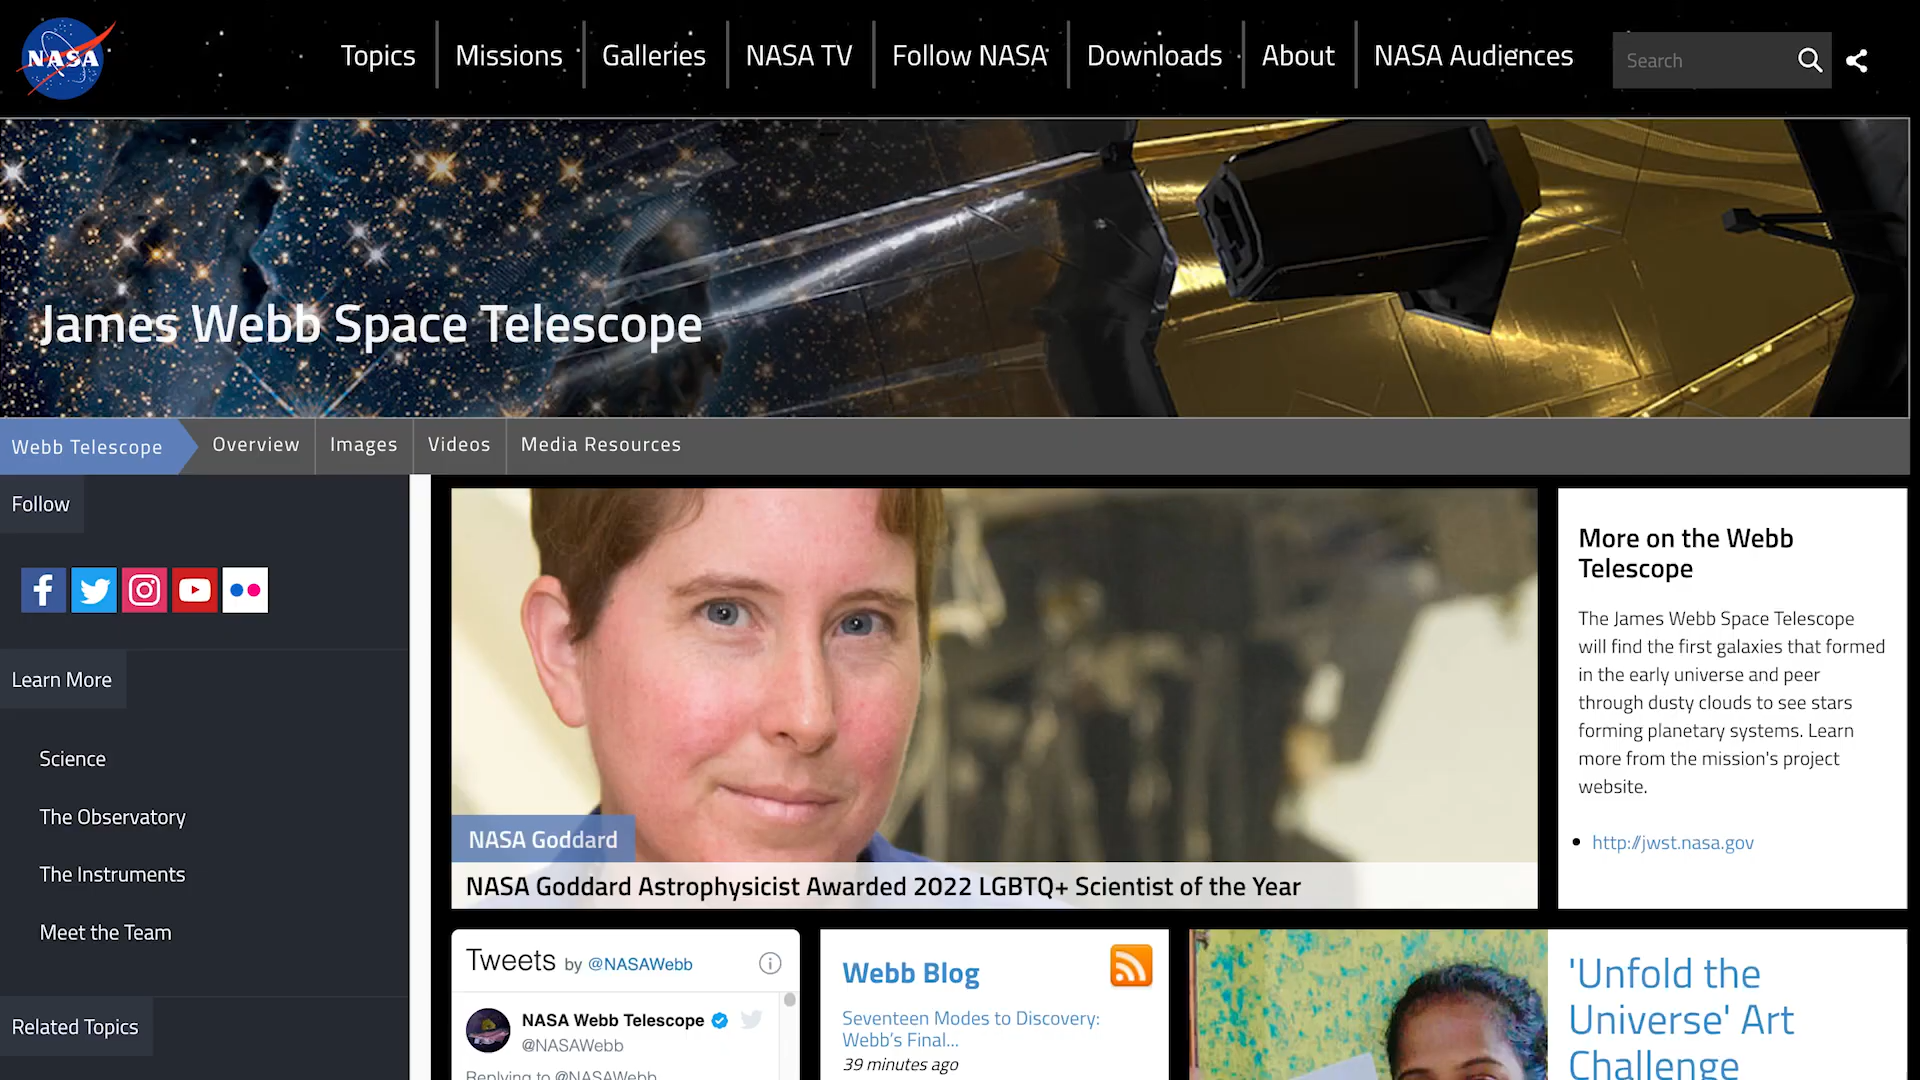 NASA
Topics
Missions
Galleries
NASA TV
Follow NASA
Downloads
About
NASA Audiences
Search
James Webb Space Telescope
Webb Telescope
Overview
Images
Videos
Media Resources
Follow
Learn More
Science
The Observatory
The Instruments
Meet the Team
Related Topics
NASA Goddard
NASA Goddard Astrophysicist Awarded 2022 LGBTQ+ Scientist of the Year
More on the Webb
Telescope
The James Webb Space Telescope
will find the first galaxies that formed
in the early universe and peer
through dusty clouds to see stars
forming planetary systems. Learn
more from the mission's project
website.
http://jwst.nasa.gov
Tweets by @NASAWebb
NASA Webb Telescope
@NASAWebb
Replying to @NASAWebb
Webb Blog
Seventeen Modes to Discovery:
Webb’s Final...
39 minutes ago
'Unfold the
Universe' Art
Challenge